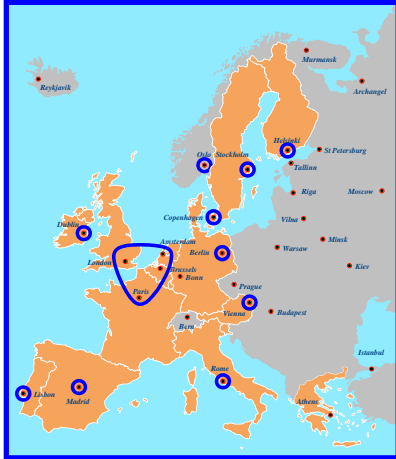 Murmansk
Reykjavik
Archangel
Helsinki
St Petersburg
Oslo Stockholm
Tallinn
Riga
Moscow
Copenhagen
Vilna
Dublin
Minsk
Amsterdam
Warsaw
Berlin
London
Kiev
Brussels
Bonn
Prague
Paris
Vienna
Budapest
Bern
Istanbul
Rome
Lisbon
Madrid
Athens